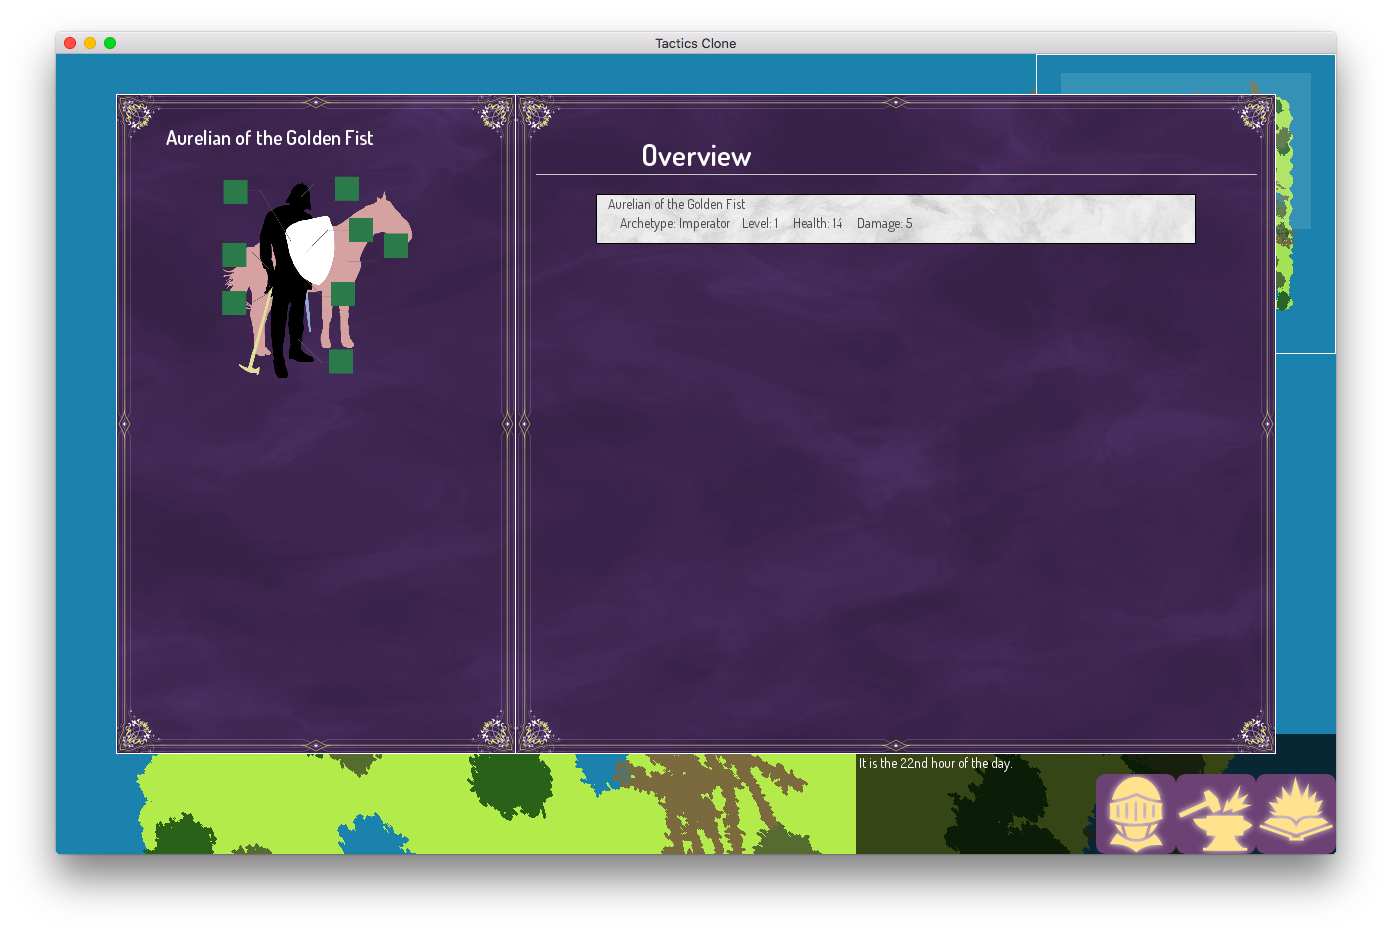 Tactics Clone
Aurelian of the Golden Fist
Overview
Aurelian of the Golden Fist
Archetype: Imperator Level: 1 Health: 14 Damage: 5
It is the 22nd hour of the day.